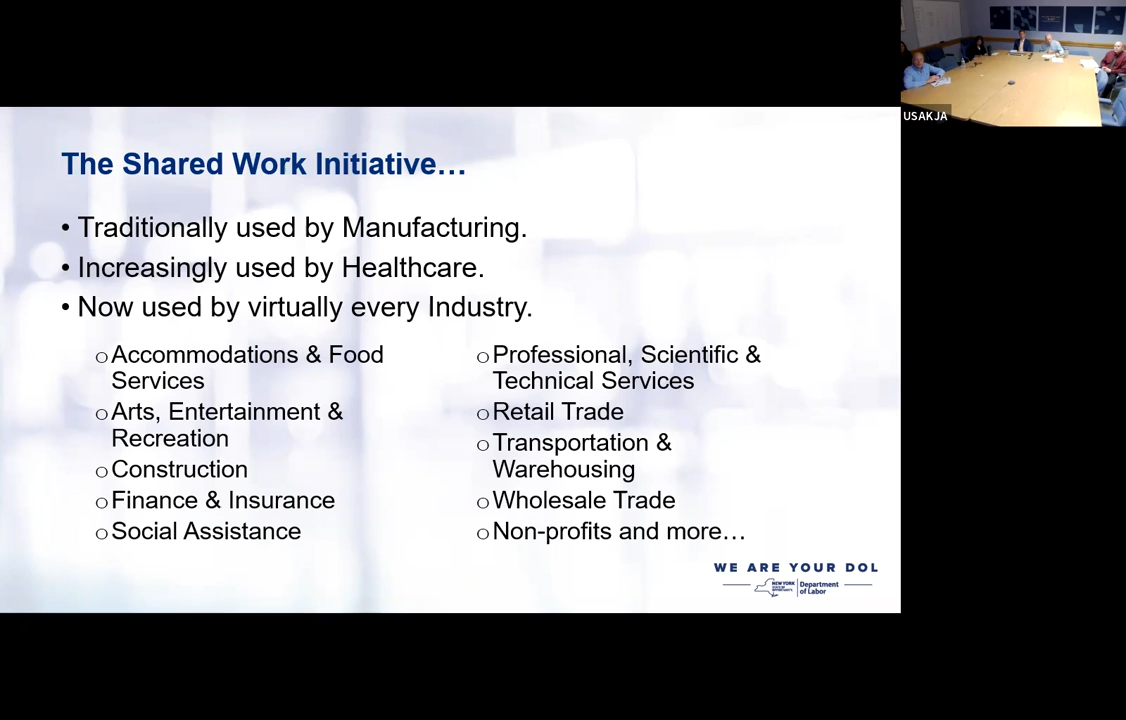 USAKJA
The Shared Work Initiative…
• Traditionally used by Manufacturing.
• Increasingly used by Healthcare.
• Now used by virtually every Industry.
○ Accommodations & Food
Services
○ Arts, Entertainment &
Recreation
○ Construction
○ Finance & Insurance
○ Social Assistance
○ Professional, Scientific &
Technical Services
○ Retail Trade
○ Transportation &
Warehousing
○ Wholesale Trade
○ Non-profits and more…
WE ARE YOUR DOL
NEW YORK
Department
of Labor